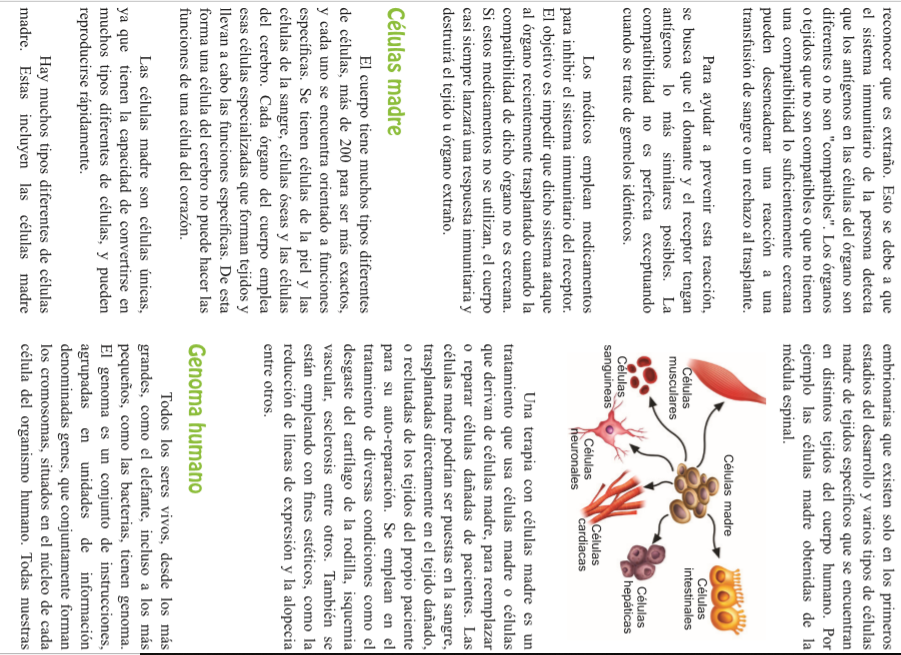 reconocer que es extraño. Esto se debe a que
el sistema inmunitario de la persona detecta
que los antígenos en las células del órgano son
diferentes o no son "compatibles". Los órganos
o tejidos que no son compatibles o que no tienen
una compatibilidad lo suficientemente cercana
pueden desencadenar una reacción a una
transfusión de sangre o un rechazo al trasplante.
Para ayudar a prevenir esta reacción,
se busca que el donante y el receptor tengan
antígenos lo más similares posibles. La
compatibilidad no es perfecta exceptuando
cuando se trate de gemelos idénticos.
Los médicos emplean medicamentos
para inhibir el sistema inmunitario del receptor.
El objetivo es impedir que dicho sistema ataque
al órgano recientemente trasplantado cuando la
compatibilidad de dicho órgano no es cercana.
Si estos medicamentos no se utilizan, el cuerpo
casi siempre lanzará una respuesta inmunitaria y
destruirá el tejido u órgano extraño.
Células madre
El cuerpo tiene muchos tipos diferentes
de células, más de 200 para ser más exactos,
y cada uno se encuentra orientado a funciones
específicas. Se tienen células de la piel y las
células de la sangre, células óseas y las células
del cerebro. Cada órgano del cuerpo emplea
esas células especializadas que forman tejidos y
llevan a cabo las funciones específicas. De esta
forma una célula del cerebro no puede hacer las
funciones de una célula del corazón.
Las células madre son células únicas,
ya que tienen la capacidad de convertirse en
muchos tipos diferentes de células, y pueden
reproducirse rápidamente.
Hay muchos tipos diferentes de células
madre. Estas incluyen las células madre
embrionarias que existen solo en los primeros
estadios del desarrollo y varios tipos de células
madre de tejidos específicos que se encuentran
en distintos tejidos del cuerpo humano. Por
ejemplo las células madre obtenidas de la
médula espinal.
Células madre
Células
musculares
Células
sanguíneas
Células
neuronales
Células
cardiacas
Células
hepáticas
Células
intestinales
Una terapia con células madre es un
tratamiento que usa células madre o células
que derivan de células madre, para reemplazar
o reparar células dañadas de pacientes. Las
células madre podrían ser puestas en la sangre,
trasplantadas directamente en el tejido dañado,
o reclutadas de los tejidos del propio paciente
para su auto-reparación. Se emplean en el
tratamiento de diversas condiciones como el
desgaste del cartílago de la rodilla, isquemia
vascular, esclerosis entre otros. También se
están empleando con fines estéticos, como la
reducción de líneas de expresión y la alopecia
entre otros.
Genoma humano
Todos los seres vivos, desde los más
grandes, como el elefante, incluso a los más
pequeños, como las bacterias, tienen genoma.
El genoma es un conjunto de instrucciones,
agrupadas en unidades de información
denominadas genes, que conjuntamente forman
los cromosomas, situados en el núcleo de cada
célula del organismo humano. Todas nuestras